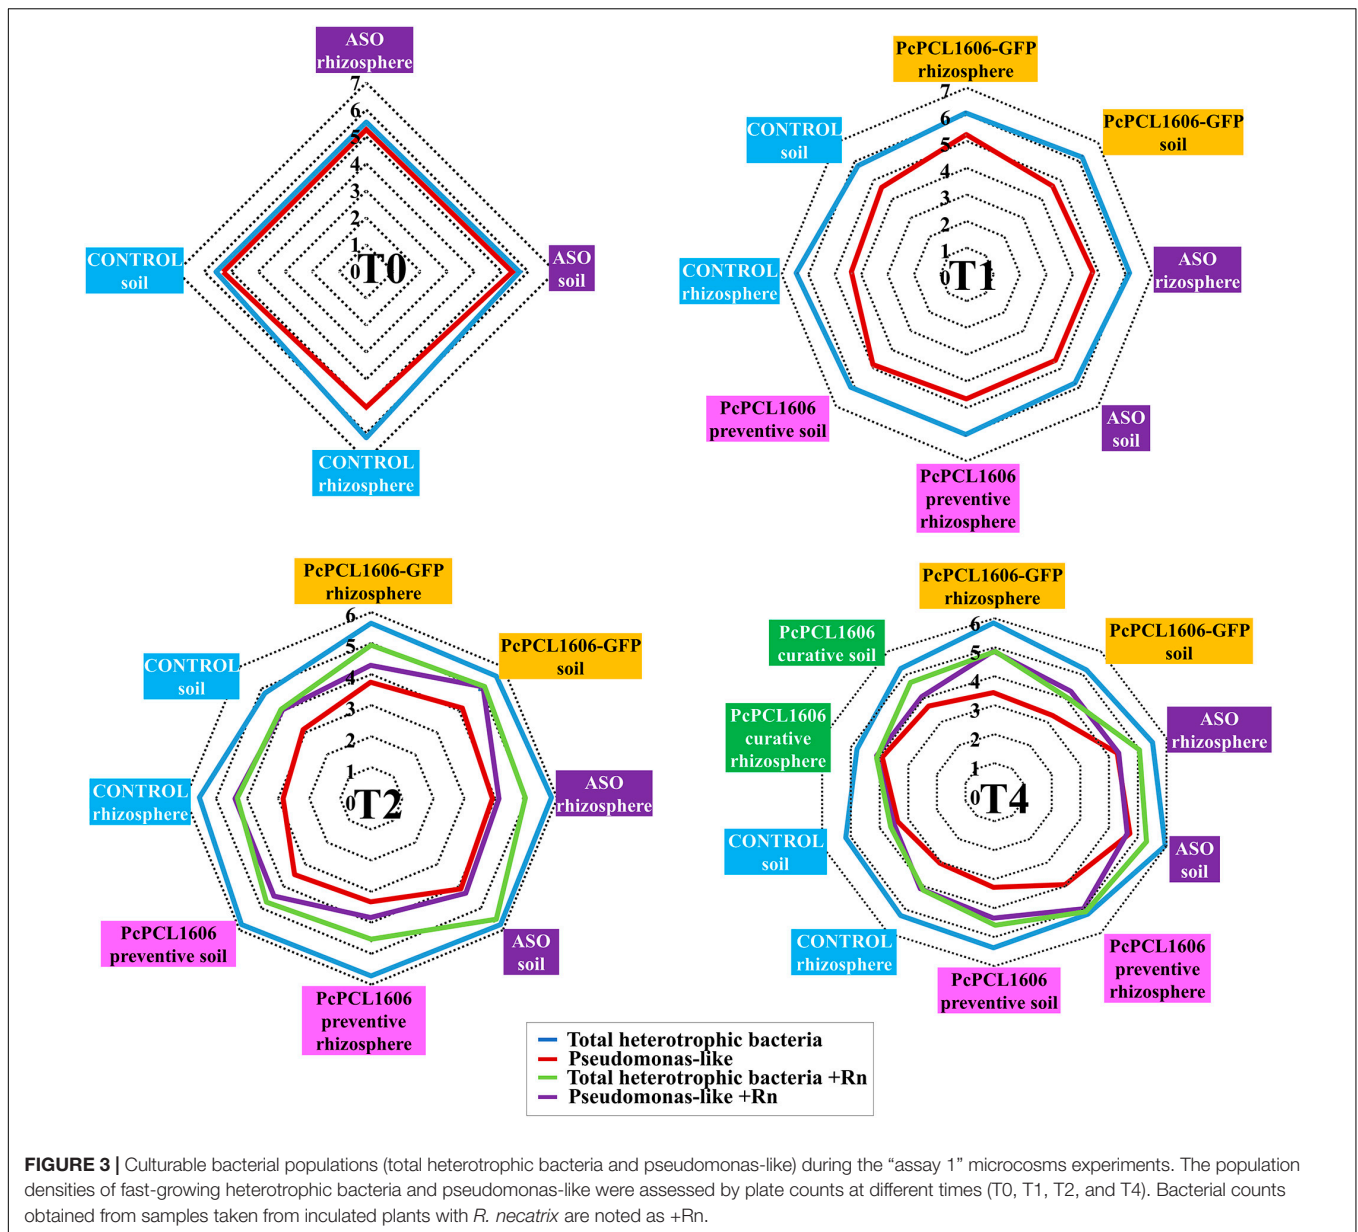 ASO
rhizosphere
7
6
5
4
3
2
1
0
T0
CONTROL
soil
ASO
soil
CONTROL
rhizosphere
PcPCL1606-GFP
rhizosphere
7
6
5
4
3
2
1
0
T1
CONTROL
soil
PcPCL1606-GFP
soil
CONTROL
rhizosphere
ASO
rizosphere
PcPCL1606
preventive soil
ASO
soil
PcPCL1606
preventive
rhizosphere
PcPCL1606-GFP
rhizosphere
6
5
4
3
2
1
0
T2
CONTROL
soil
PcPCL1606-GFP
soil
CONTROL
rhizosphere
ASO
rhizosphere
PcPCL1606
preventive soil
ASO
soil
PcPCL1606
preventive
rhizosphere
PcPCL1606-GFP
rhizosphere
6
5
4
3
2
1
0
T4
PcPCL1606
curative soil
PcPCL1606-GFP
soil
PcPCL1606
curative
rhizosphere
ASO
rhizosphere
CONTROL
soil
ASO
soil
CONTROL
rhizosphere
PcPCL1606
preventive soil
PcPCL1606
preventive
rhizosphere
Total heterotrophic bacteria
Pseudomonas-like
Total heterotrophic bacteria +Rn
Pseudomonas-like +Rn
FIGURE 3 | Culturable bacterial populations (total heterotrophic bacteria and pseudomonas-like) during the “assay 1” microcosms experiments. The population
densities of fast-growing heterotrophic bacteria and pseudomonas-like were assessed by plate counts at different times (T0, T1, T2, and T4). Bacterial counts
obtained from samples taken from inculated plants with R. necatrix are noted as +Rn.